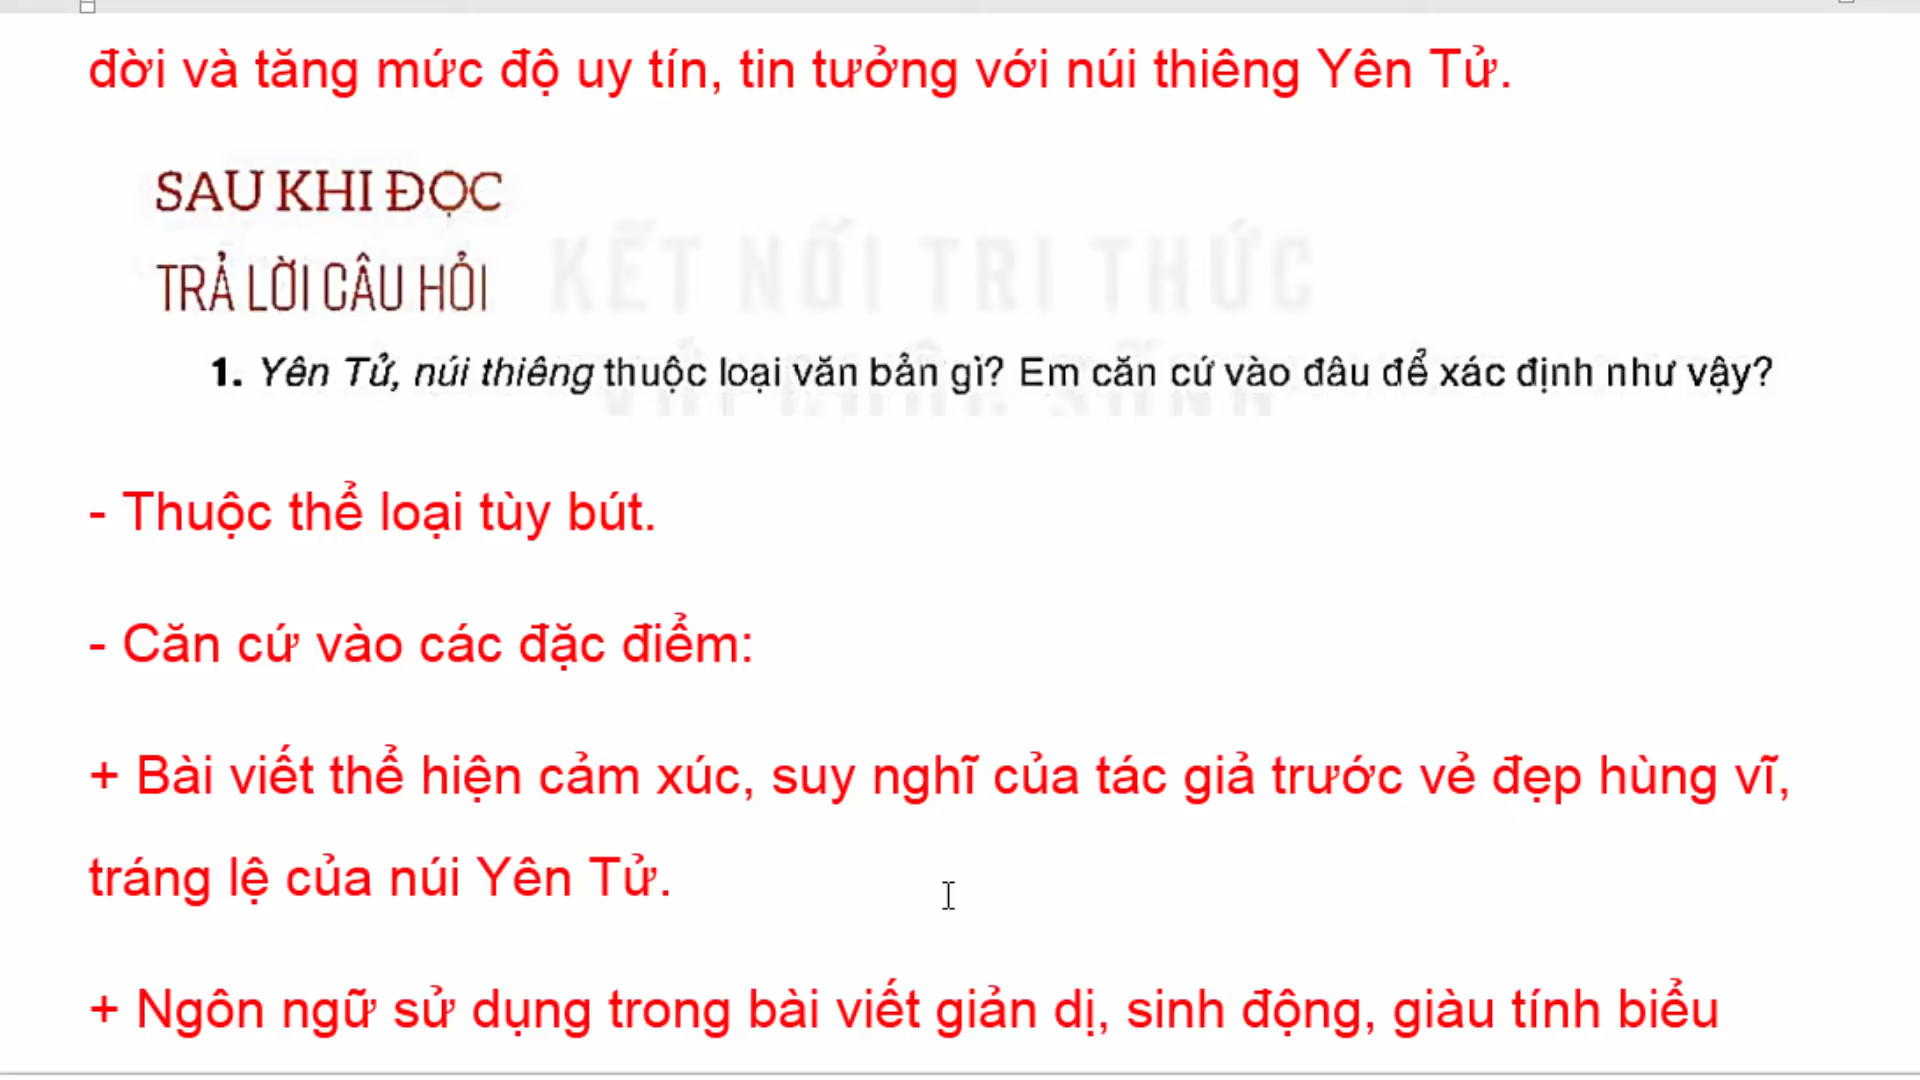 đời và tăng mức độ uy tín, tin tưởng với núi thiêng Yên Tử.
SAU KHI ĐỌC
KẾT NỐI TRI THỨC
TRẢ LỜI CÂU HỎI
1. Yên Tử, núi thiêng thuộc loại văn bản gì? Em căn cứ vào đâu để xác định như vậy?
- Thuộc thể loại tùy bút.
- Căn cứ vào các đặc điểm:
+ Bài viết thể hiện cảm xúc, suy nghĩ của tác giả trước vẻ đẹp hùng vĩ,
tráng lệ của núi Yên Tử.
+ Ngôn ngữ sử dụng trong bài viết giản dị, sinh động, giàu tính biểu